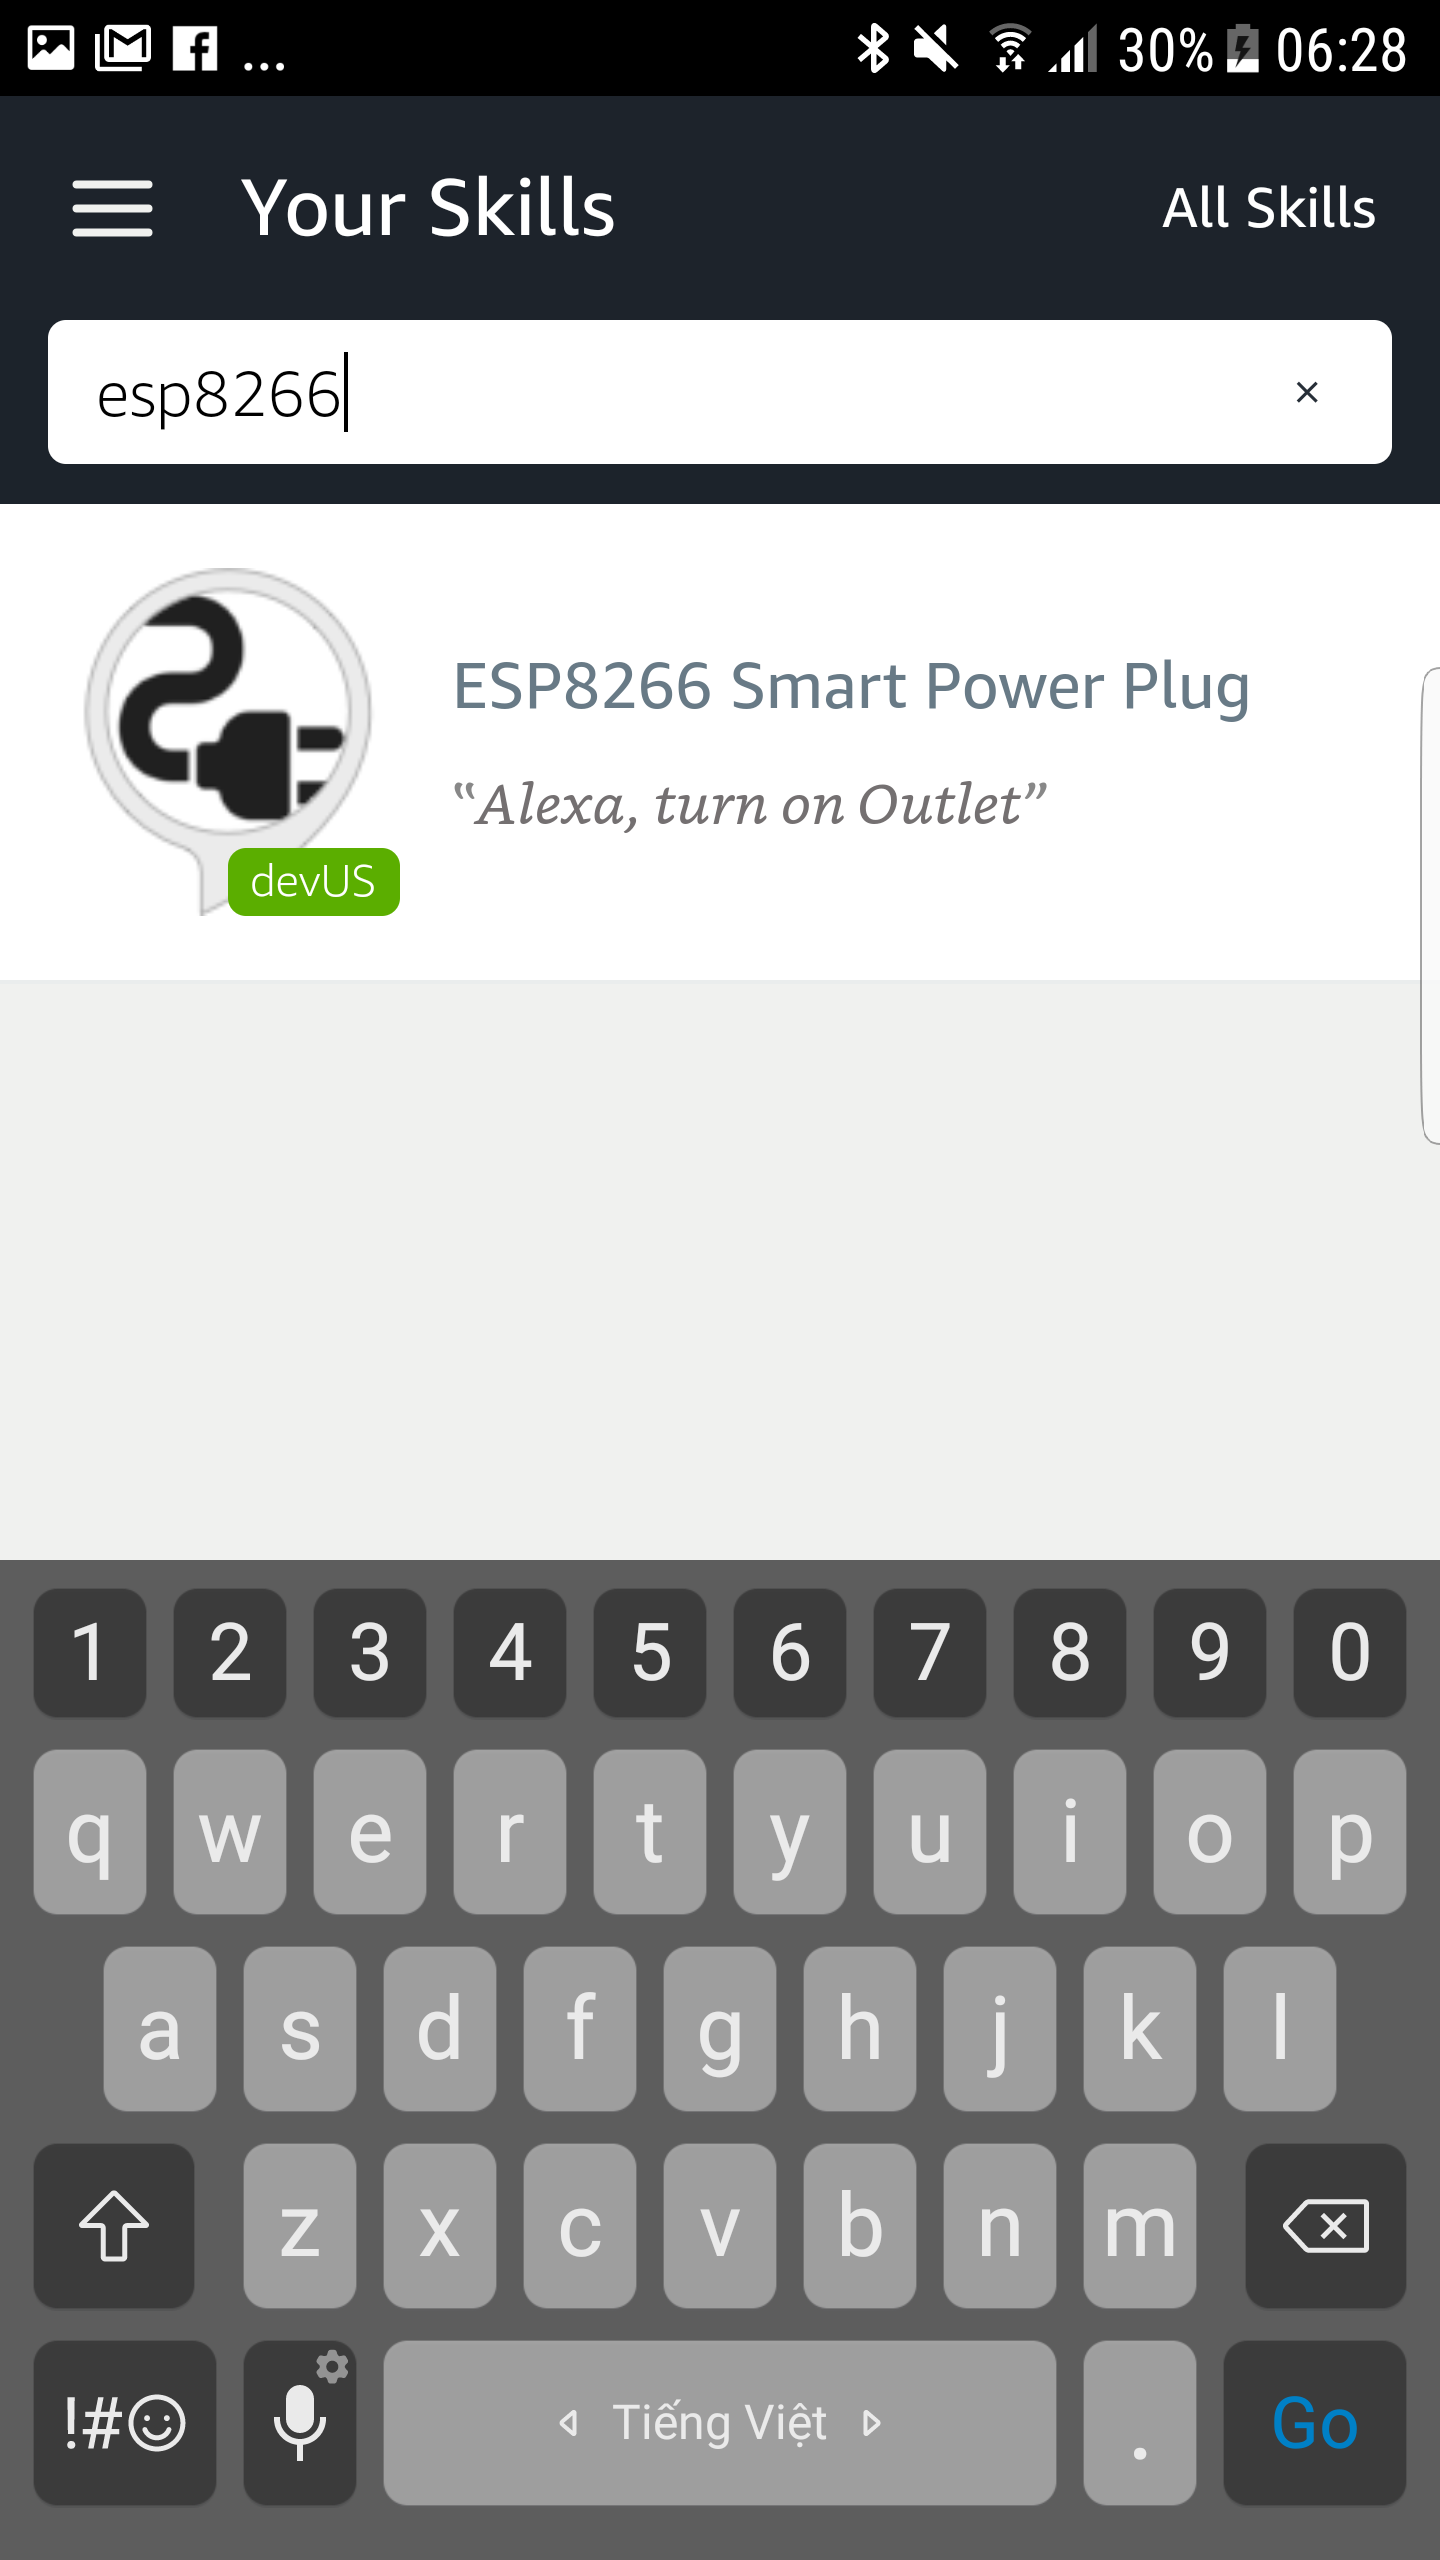 ... 30% 06:28
Your Skills All Skills
esp8266
ESP8266 Smart Power Plug
“Alexa, turn on Outlet”
devUS
1 2 3 4 5 6 7 8 9 0
q w e r t y u i o p
a s d f g h j k l
z x c v b n m
!# Tiếng Việt . Go